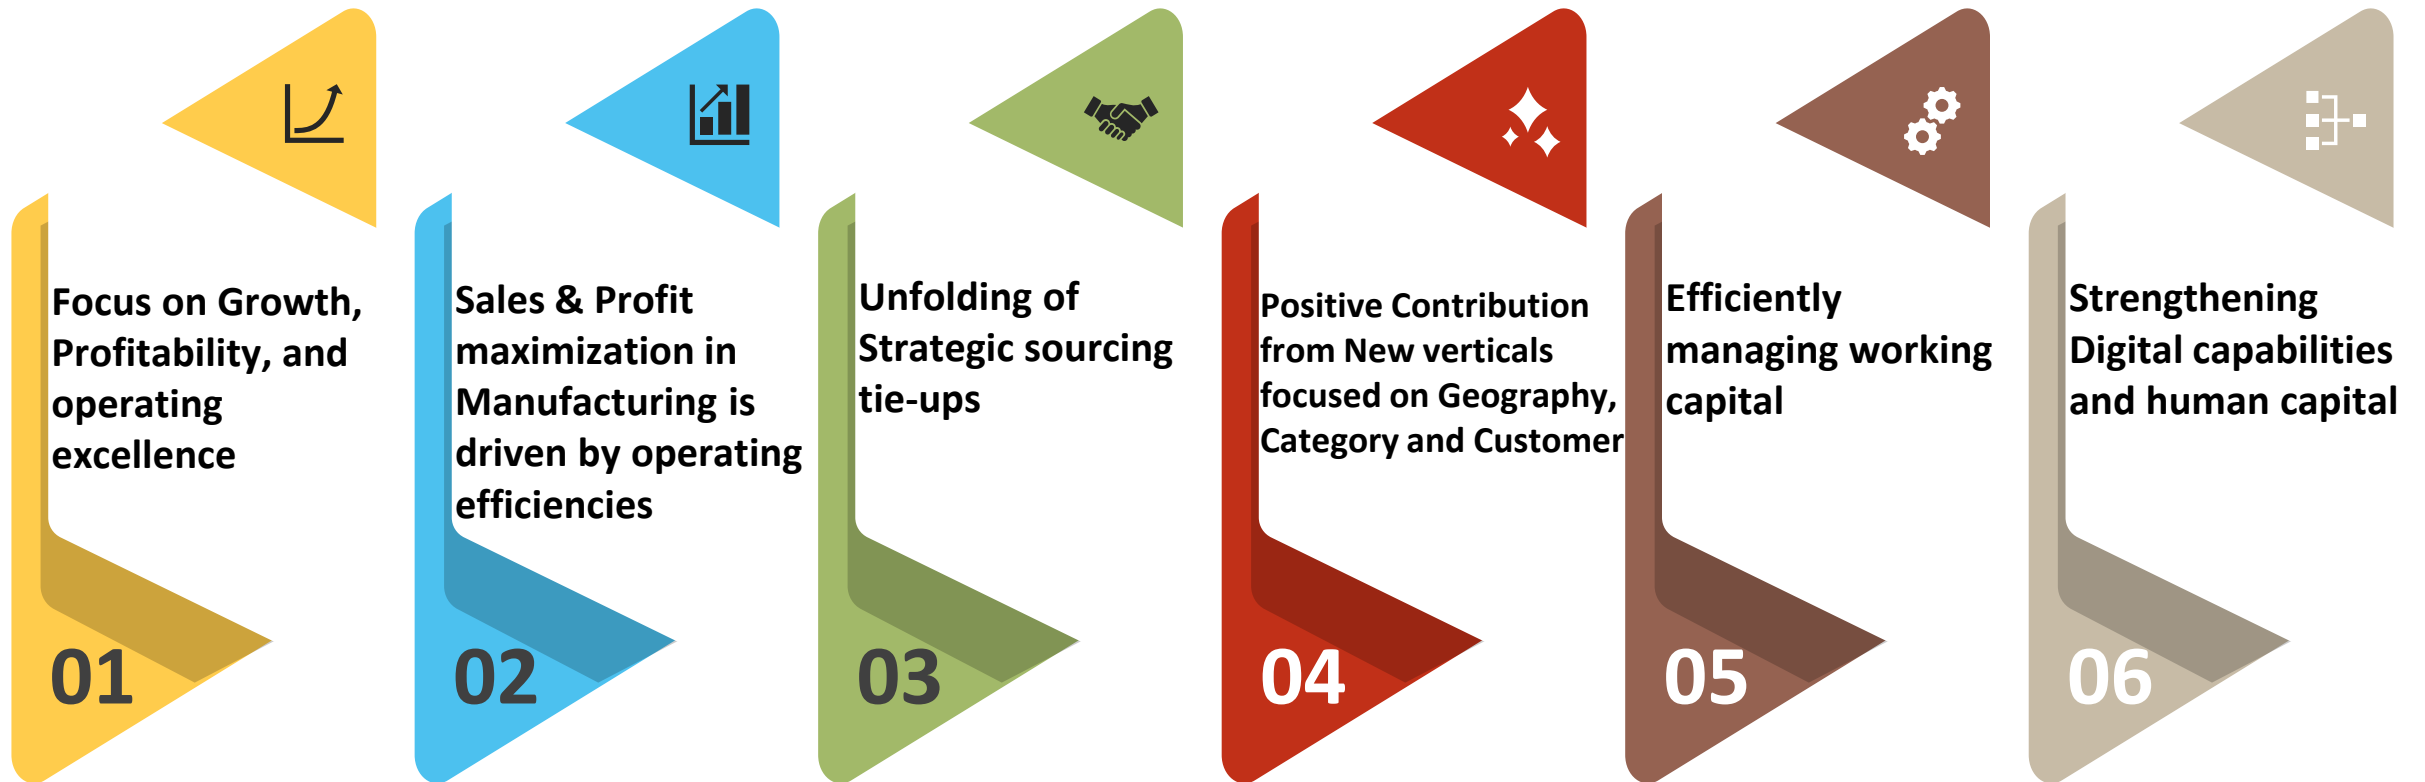 Focus on Growth,
Profitability, and
operating
excellence
01
Sales & Profit
maximization in
Manufacturing is
driven by operating
efficiencies
02
Unfolding of
Strategic sourcing
tie-ups
03
Positive Contribution
from New verticals
focused on Geography,
Category and Customer
04
Efficiently
managing working
capital
05
Strengthening
Digital capabilities
and human capital
06